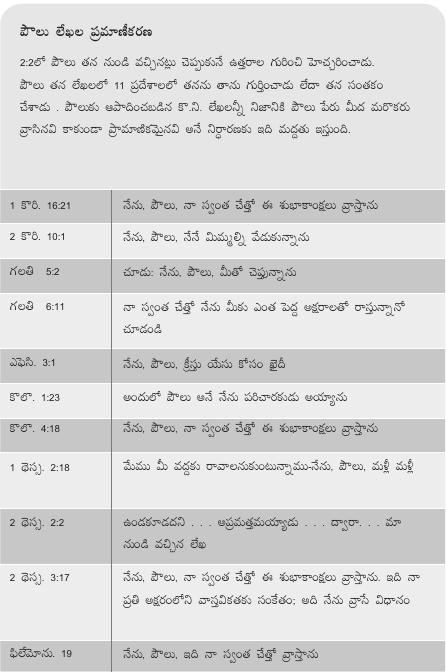 పౌలు లేఖల ప్రమాణీకరణ
2:2లో పౌలు తన నుండి వచ్చినట్లు చెప్పుకునే ఉత్తరాల గురించి హెచ్చరించాడు.
పౌలు తన లేఖలలో 11 ప్రదేశాలలో తనను తాను గుర్తించాడు లేదా తన సంతకం
చేశాడు . పౌలుకు ఆపాదించబడిన కొ.ని. లేఖలన్నీ నిజానికి పౌలు పేరు మీద మరొకరు
వ్రాసినవి కాకుండా ప్రామాణికమైనవి అనే నిర్ధారణకు ఇది మద్దతు ఇస్తుంది.
1 కొరి. 16:21 నేను, పౌలు, నా స్వంత చేత్తో ఈ శుభాకాంక్షలు వ్రాస్తాను
2 కొరి. 10:1 నేను, పౌలు, నేనే మిమ్మల్ని వేడుకున్నాను
గలతీ 5:2 చూడు: నేను, పౌలు, మీతో చెప్తున్నాను
గలతీ 6:11 నా స్వంత చేత్తో నేను మీకు ఎంత పెద్ద అక్షరాలతో రాస్తున్నానో
చూడండి
ఎఫెసి. 3:1 నేను, పౌలు, క్రీస్తు యేసు కోసం ఖైదీ
కొలొ. 1:23 అందులో పౌలు అనే నేను పరిచారకుడు అయ్యాను
కొలొ. 4:18 నేను, పౌలు, నా స్వంత చేత్తో ఈ శుభాకాంక్షలు వ్రాస్తాను
1 థెస్స. 2:18 మేము మీ వద్దకు రావాలనుకుంటున్నాము-నేను, పౌలు, మళ్లీ మళ్లీ
2 థెస్స. 2:2 ఉండకూడదని . . . అప్రమత్తమయ్యాడు . . . ద్వారా. . . మా
నుండి వచ్చిన లేఖ
2 థెస్స. 3:17 నేను, పౌలు, నా స్వంత చేత్తో ఈ శుభాకాంక్షలు వ్రాస్తాను. ఇది నా
ప్రతి అక్షరంలోని వాస్తవికతకు సంకేతం; అది నేను వ్రాసే విధానం
ఫిలేమోను. 19 నేను, పౌలు, ఇది నా స్వంత చేత్తో వ్రాస్తాను